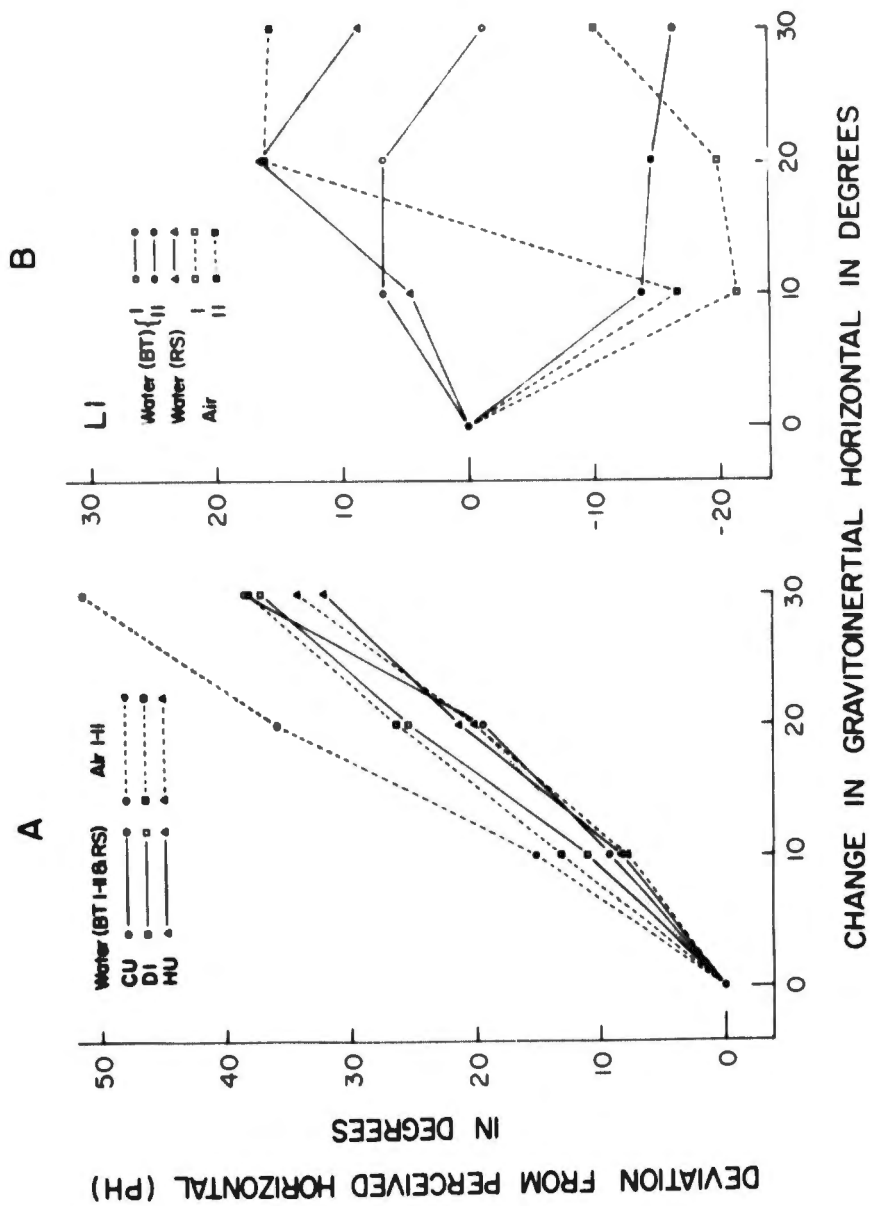 A
Water (BT I-II & RS) Air I-II
CU
DI
HU
50
40
30
20
10
0
0 10 20 30
B
LI
Water (BT) { I
II
Water (RS)
Air I
II
30
20
10
0
-10
-20
0 10 20 30
DEVIATION FROM PERCEIVED HORIZONTAL (PH)
IN DEGREES
CHANGE IN GRAVITOINERTIAL HORIZONTAL IN DEGREES